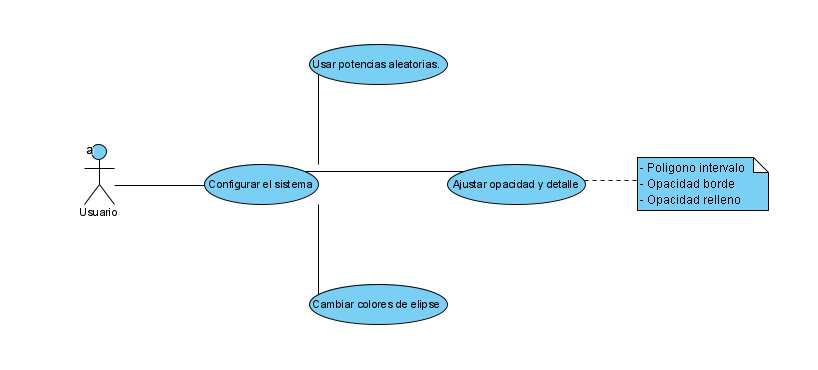 Usar potencias aleatorias.
a
Usuario
Configurar el sistema
Ajustar opacidad y detalle
- Poligono intervalo
- Opacidad borde
- Opacidad relleno
Cambiar colores de elipse